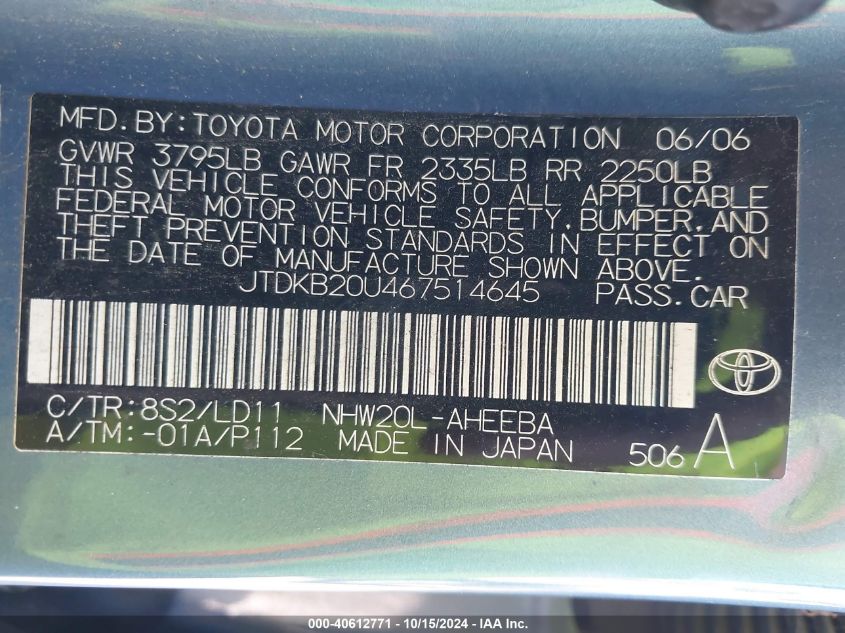 MFD.BY:TOYOTA MOTOR CORPORATION 06/06
GVWR 3795LB GAWR FR 2335LB RR 2250LB
THIS VEHICLE CONFORMS TO ALL APPLICABLE
FEDERAL MOTOR VEHICLE SAFETY,BUMPER,AND
THEFT PREVENTION STANDARDS IN EFFECT ON
THE DATE OF MANUFACTURE SHOWN ABOVE.
JTDKB20U467514645 PASS.CAR
C/TR:8S2/LD11 NHW20L-AHEEBA
A/TM:-01A/P112 MADE IN JAPAN 506 A
000-40612771 - 10/15/2024 - IAA Inc.